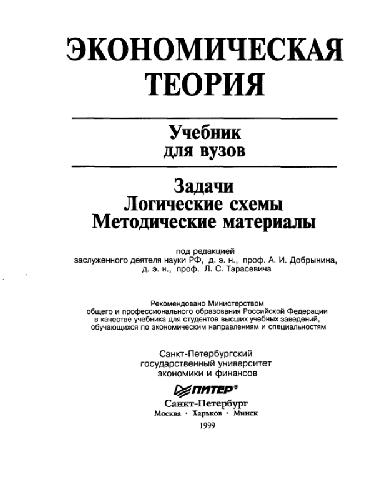 ЭКОНОМИЧЕСКАЯ
ТЕОРИЯ
Учебник
для вузов
Задачи
Логические схемы
Методические материалы
под редакцией
заслуженного деятеля науки РФ, д. э. н., проф. А. И. Добрынина,
д. э. н., проф. Л. С. Тарасевича
Рекомендовано Министерством
общего и профессионального образования Российской Федерации
в качестве учебника для студентов высших учебных заведений,
обучающихся по экономическим направлениям и специальностям
Санкт-Петербургский
государственный университет
экономики и финансов
ПИТЕР®
Санкт-Петербург
Москва · Харьков · Минск
1999